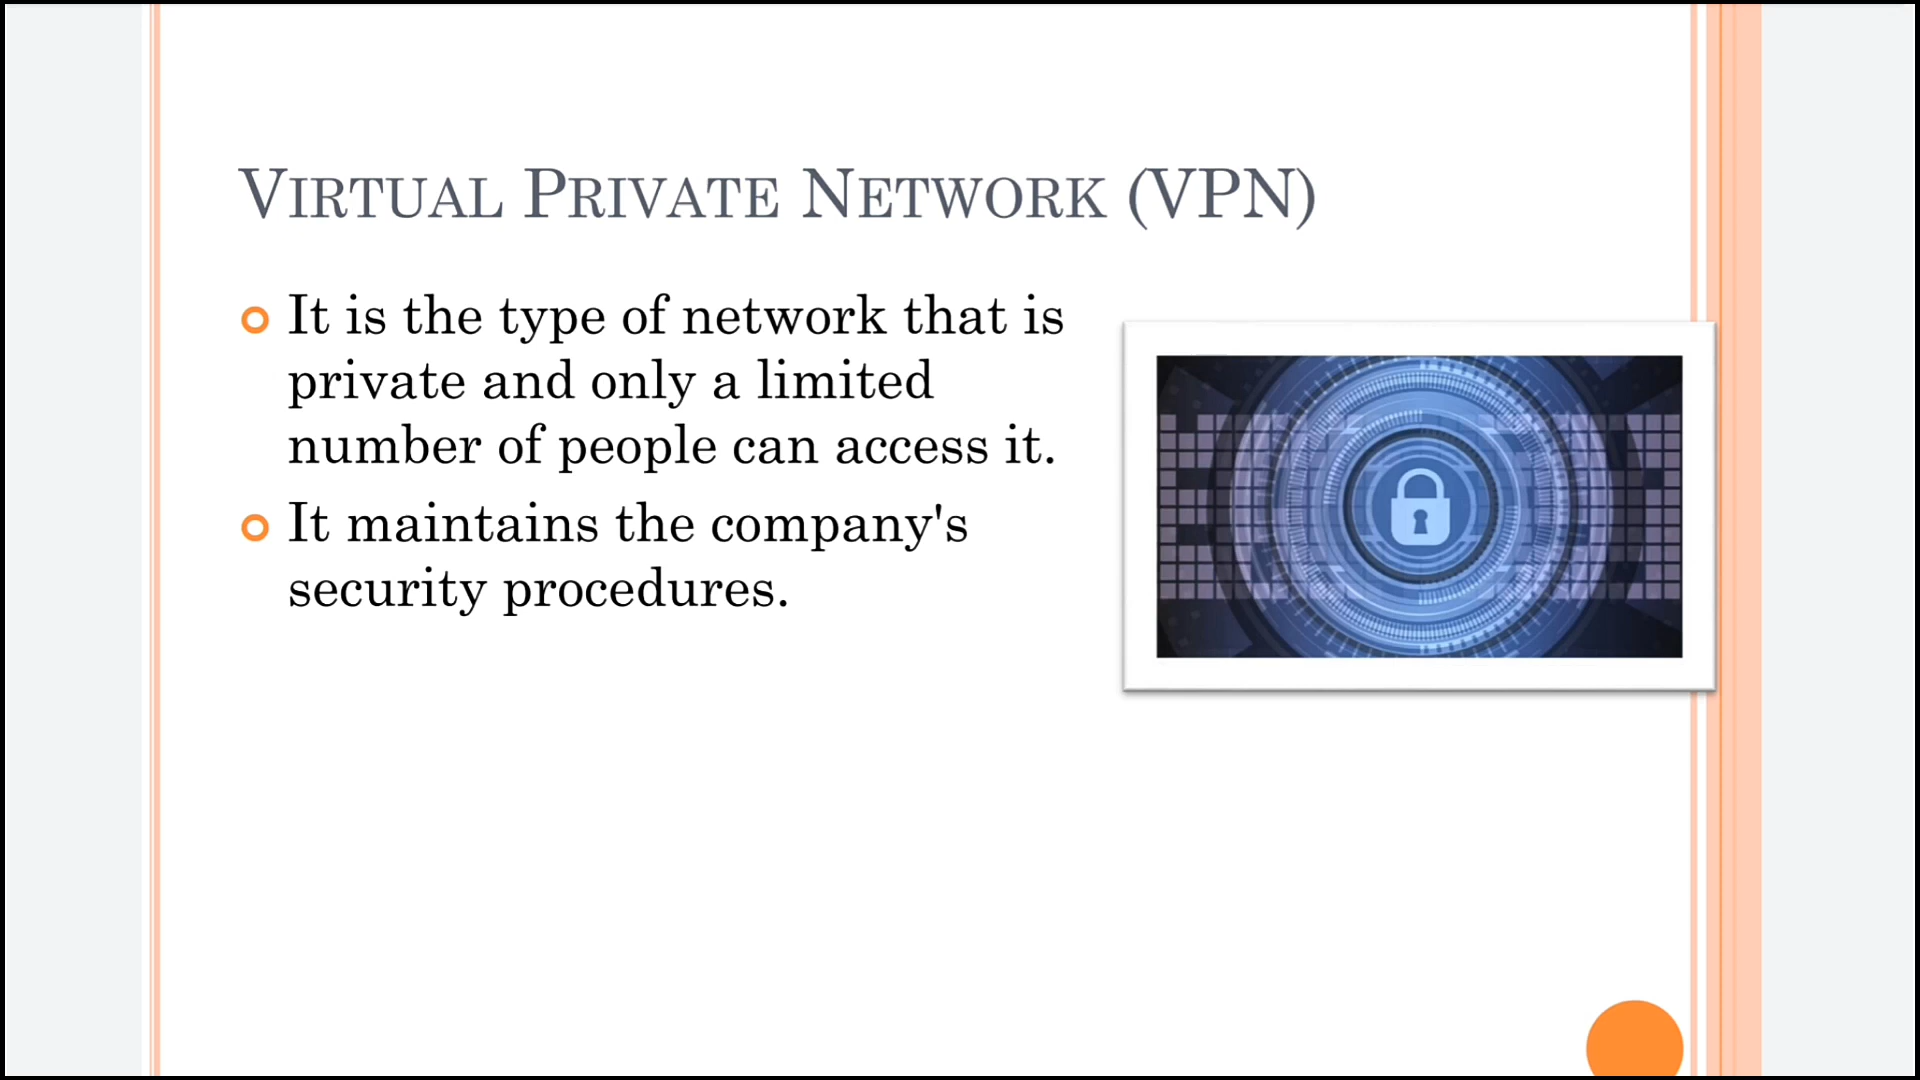 Virtual Private Network (VPN)
It is the type of network that is
private and only a limited
number of people can access it.
It maintains the company's
security procedures.